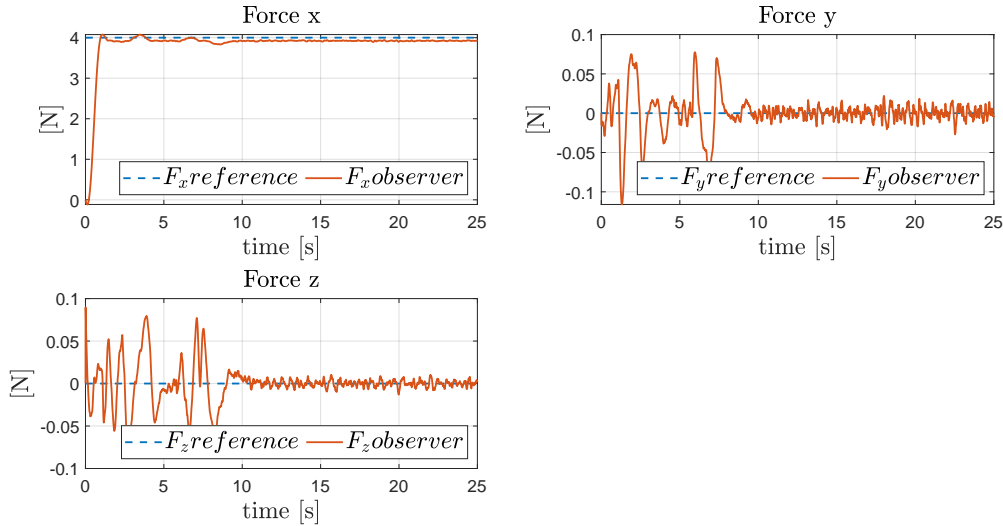 Force x
[N]
4
3
2
1
0
F_x reference F_x observer
0 5 10 15 20 25
time [s]
Force y
[N]
0.1
0.05
0
-0.05
-0.1
F_y reference F_y observer
0 5 10 15 20 25
time [s]
Force z
[N]
0.1
0.05
0
-0.05
-0.1
F_z reference F_z observer
0 5 10 15 20 25
time [s]